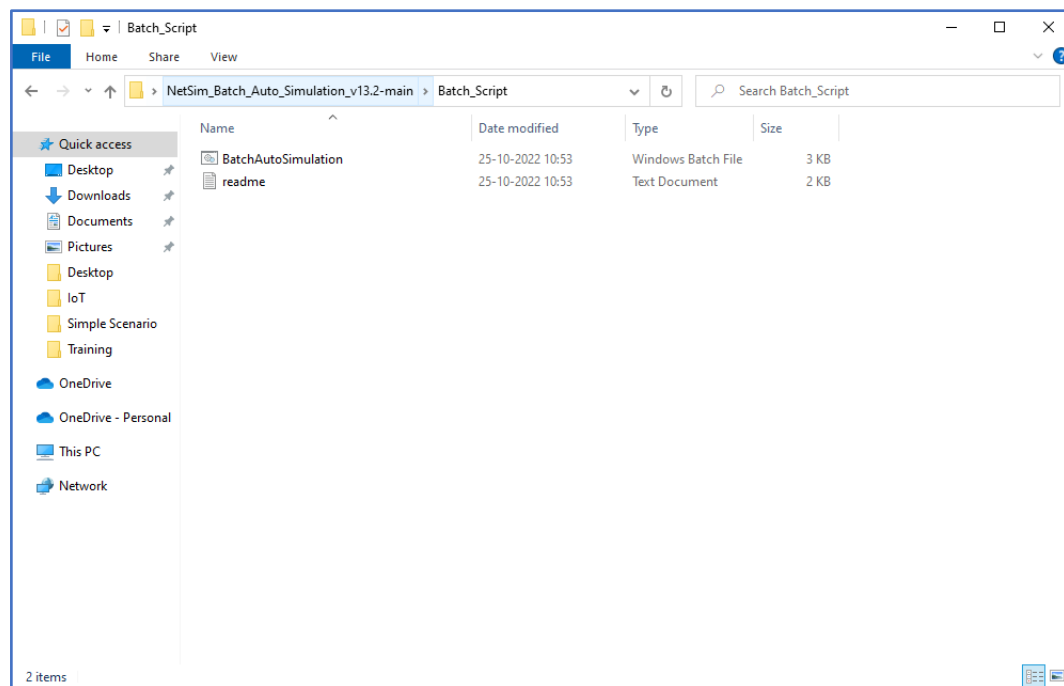 Batch_Script
File Home Share View
NetSim_Batch_Auto_Simulation_v13.2-main Batch_Script Search Batch_Script
Name Date modified Type Size
Quick access
BatchAutoSimulation 25-10-2022 10:53 Windows Batch File 3 KB
Desktop
readme 25-10-2022 10:53 Text Document 2 KB
Downloads
Documents
Pictures
Desktop
IoT
Simple Scenario
Training
OneDrive
OneDrive - Personal
This PC
Network
2 items